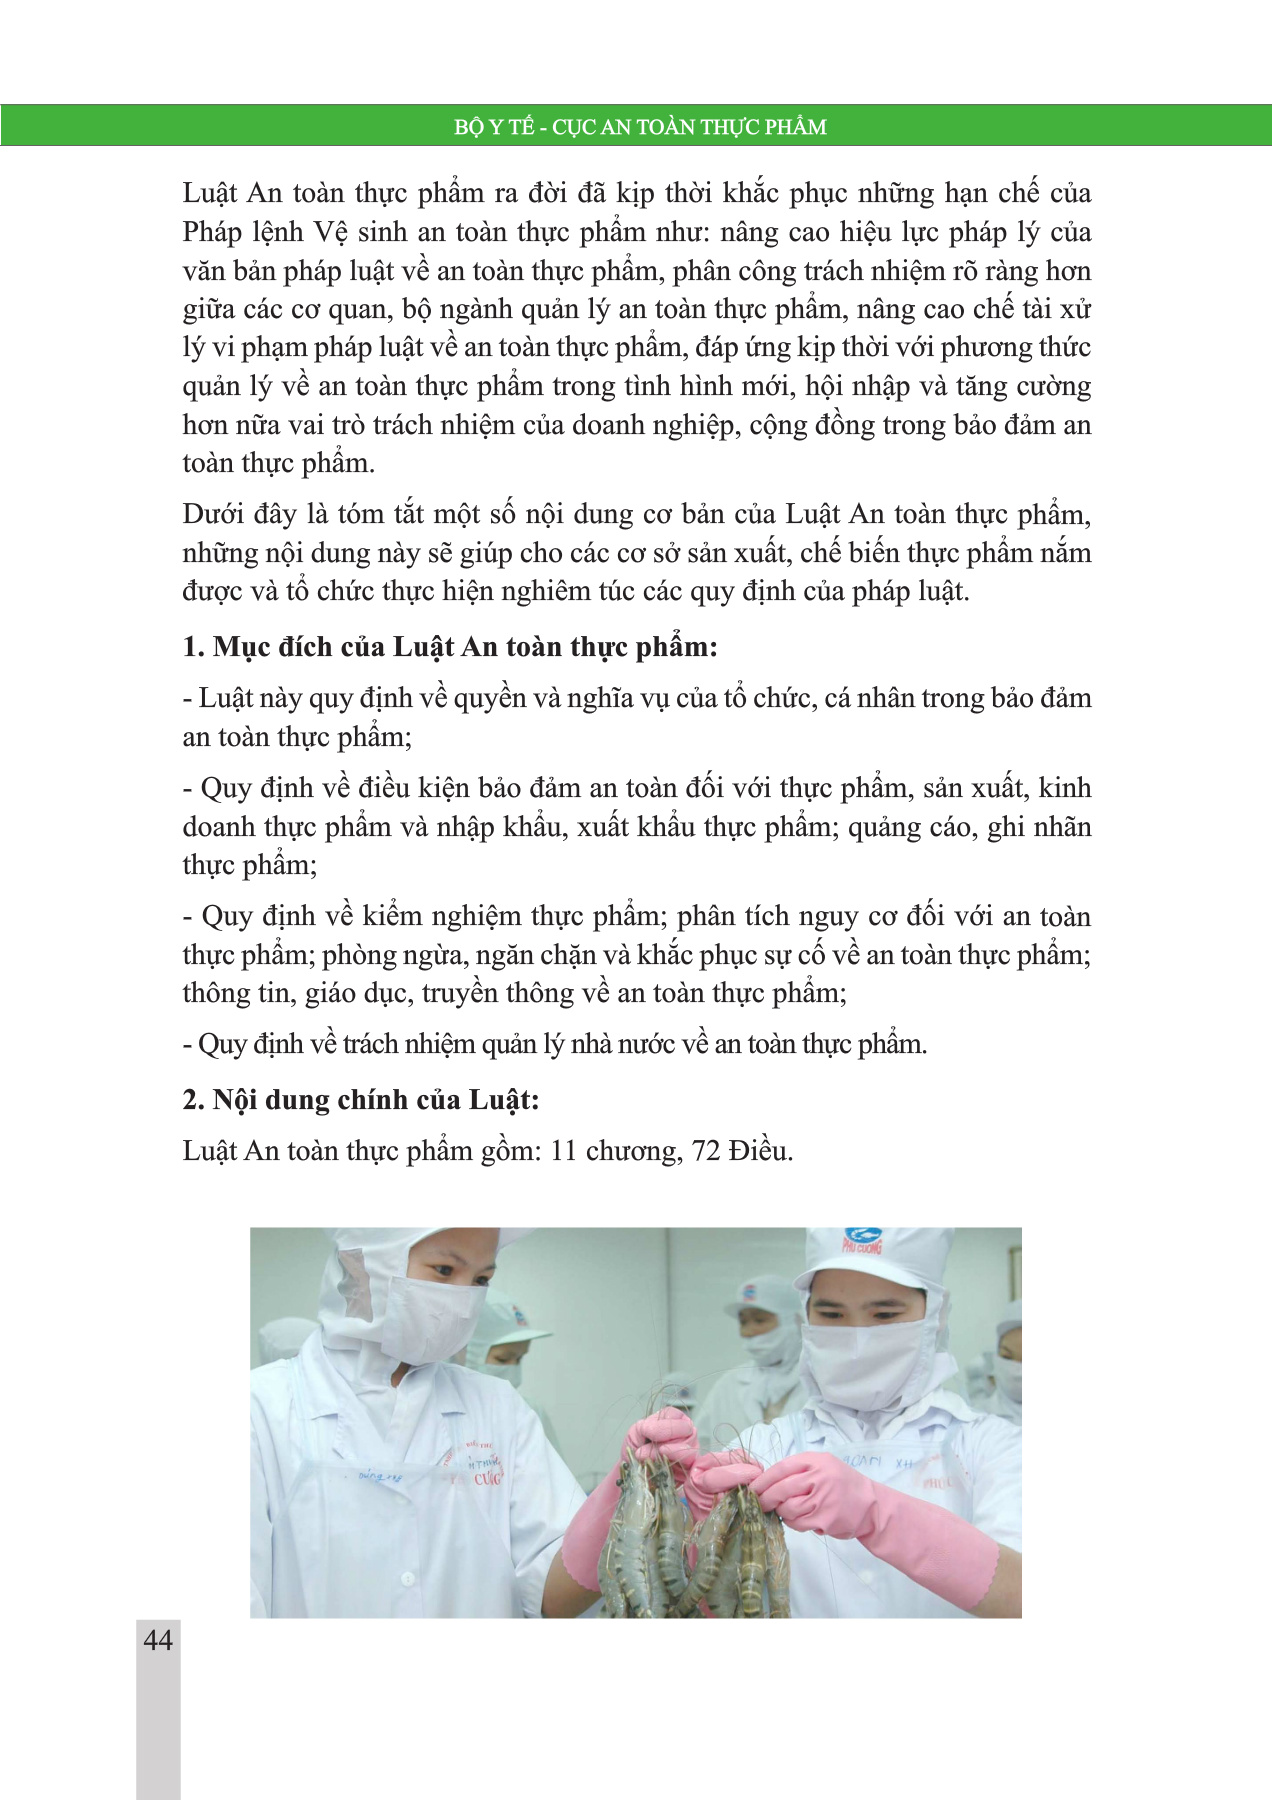 BỘ Y TẾ - CỤC AN TOÀN THỰC PHẨM
Luật An toàn thực phẩm ra đời đã kịp thời khắc phục những hạn chế của
Pháp lệnh Vệ sinh an toàn thực phẩm như: nâng cao hiệu lực pháp lý của
văn bản pháp luật về an toàn thực phẩm, phân công trách nhiệm rõ ràng hơn
giữa các cơ quan, bộ ngành quản lý an toàn thực phẩm, nâng cao chế tài xử
lý vi phạm pháp luật về an toàn thực phẩm, đáp ứng kịp thời với phương thức
quản lý về an toàn thực phẩm trong tình hình mới, hội nhập và tăng cường
hơn nữa vai trò trách nhiệm của doanh nghiệp, cộng đồng trong bảo đảm an
toàn thực phẩm.
Dưới đây là tóm tắt một số nội dung cơ bản của Luật An toàn thực phẩm,
những nội dung này sẽ giúp cho các cơ sở sản xuất, chế biến thực phẩm nắm
được và tổ chức thực hiện nghiêm túc các quy định của pháp luật.
1. Mục đích của Luật An toàn thực phẩm:
- Luật này quy định về quyền và nghĩa vụ của tổ chức, cá nhân trong bảo đảm
an toàn thực phẩm;
- Quy định về điều kiện bảo đảm an toàn đối với thực phẩm, sản xuất, kinh
doanh thực phẩm và nhập khẩu, xuất khẩu thực phẩm; quảng cáo, ghi nhãn
thực phẩm;
- Quy định về kiểm nghiệm thực phẩm; phân tích nguy cơ đối với an toàn
thực phẩm; phòng ngừa, ngăn chặn và khắc phục sự cố về an toàn thực phẩm;
thông tin, giáo dục, truyền thông về an toàn thực phẩm;
- Quy định về trách nhiệm quản lý nhà nước về an toàn thực phẩm.
2. Nội dung chính của Luật:
Luật An toàn thực phẩm gồm: 11 chương, 72 Điều.
PHU CUONG
44